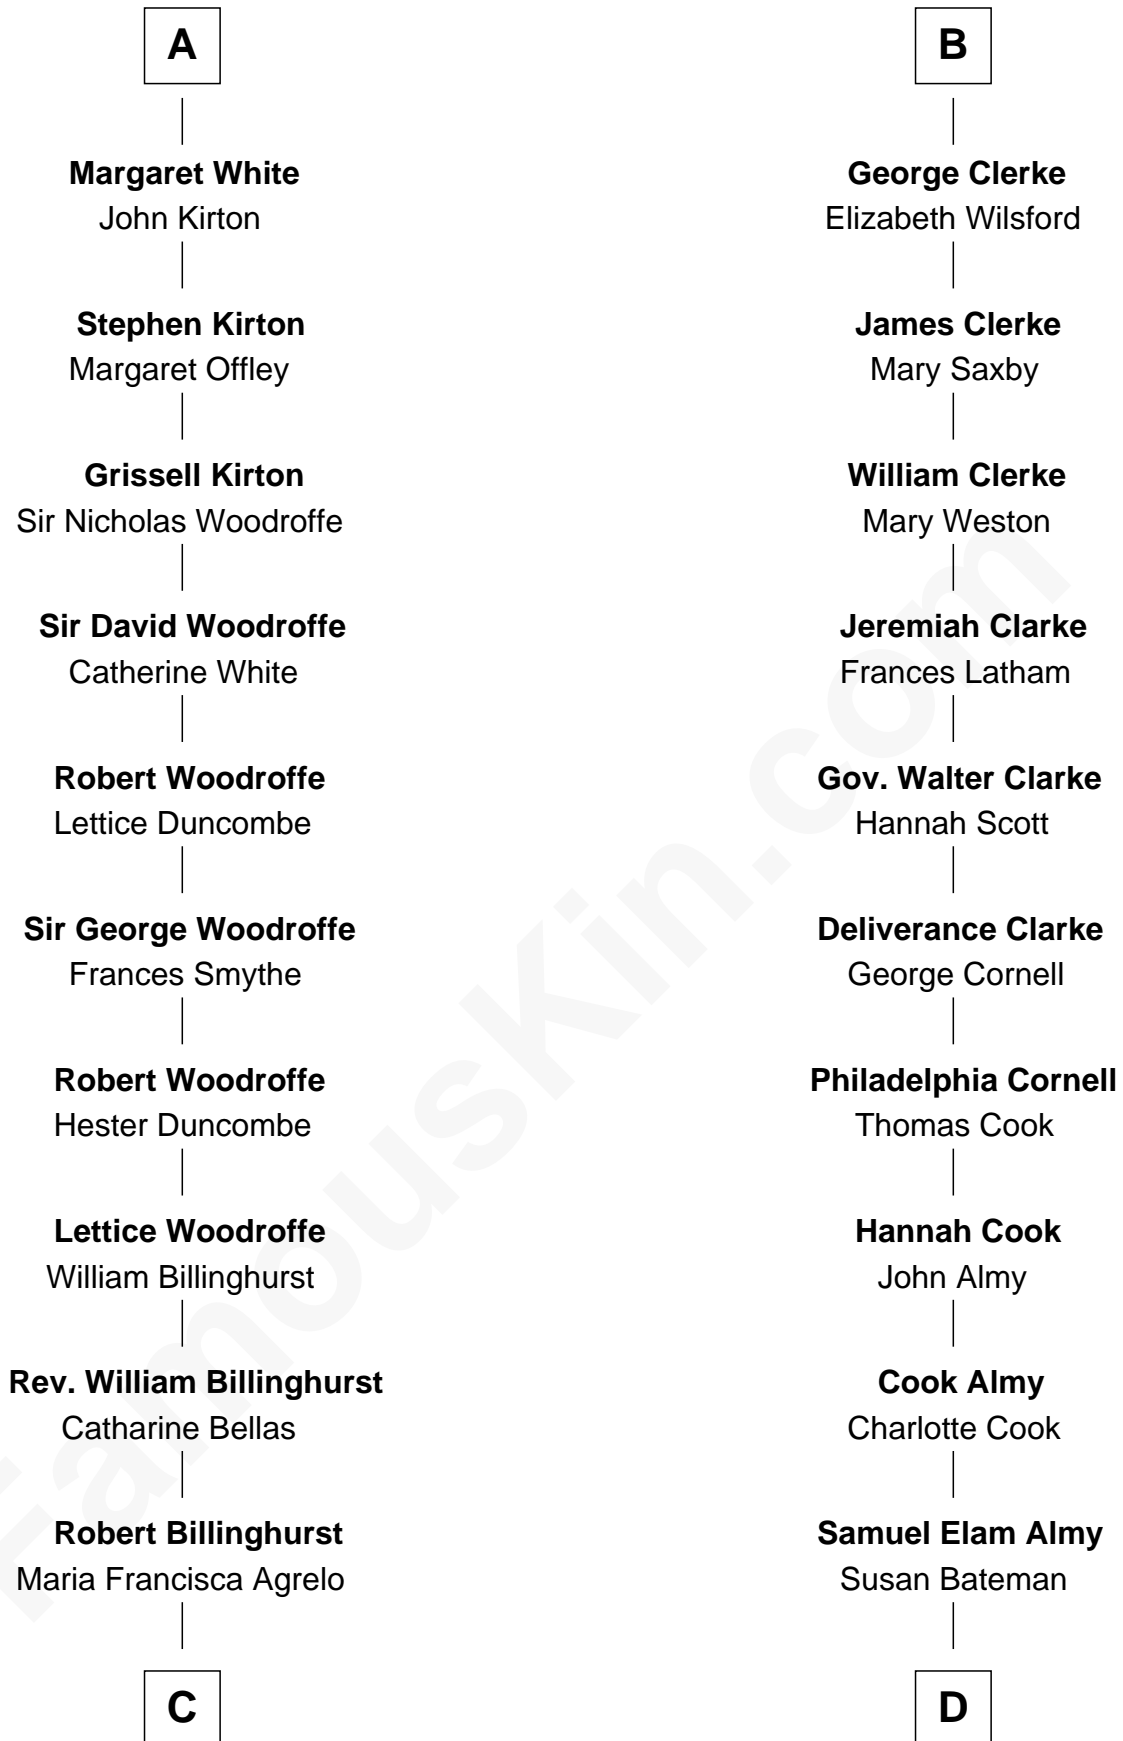 A
Margaret White
John Kirton
Stephen Kirton
Margaret Offley
Grissell Kirton
Sir Nicholas Woodroffe
Sir David Woodroffe
Catherine White
Robert Woodroffe
Lettice Duncombe
Sir George Woodroffe
Frances Smythe
Robert Woodroffe
Hester Duncombe
Lettice Woodroffe
William Billinghurst
Rev. William Billinghurst
Catharine Bellas
Robert Billinghurst
Maria Francisca Agrelo
C
B
George Clerke
Elizabeth Wilsford
James Clerke
Mary Saxby
William Clerke
Mary Weston
Jeremiah Clarke
Frances Latham
Gov. Walter Clarke
Hannah Scott
Deliverance Clarke
George Cornell
Philadelphia Cornell
Thomas Cook
Hannah Cook
John Almy
Cook Almy
Charlotte Cook
Samuel Elam Almy
Susan Bateman
D
FamousKin.com